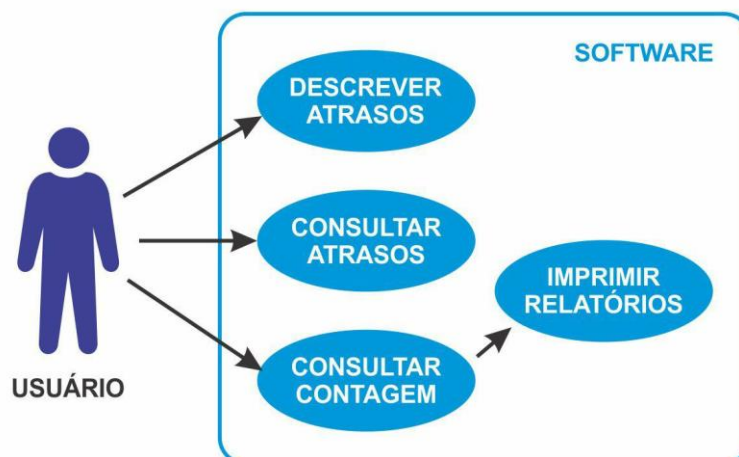 SOFTWARE
DESCREVER
ATRASOS
CONSULTAR
ATRASOS
IMPRIMIR
RELATÓRIOS
CONSULTAR
CONTAGEM
USUÁRIO